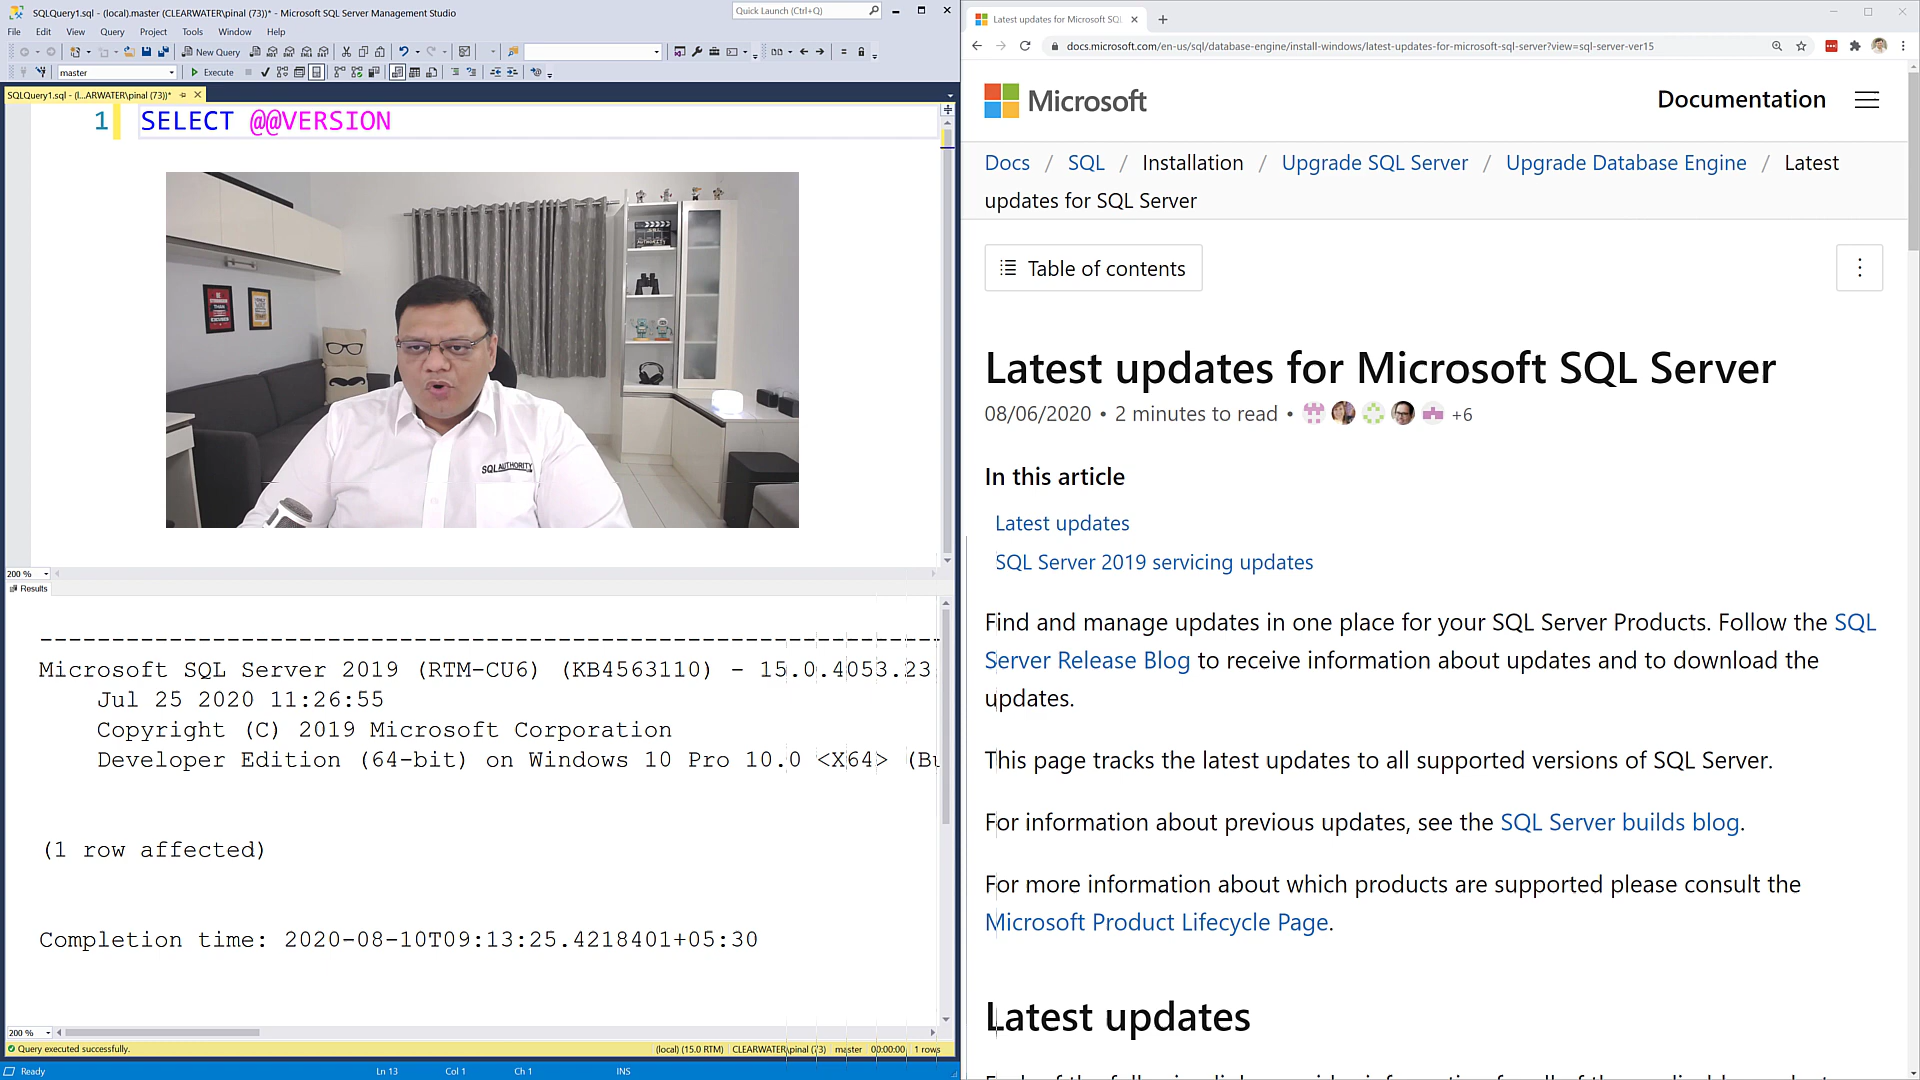 SQLQuery1.sql - (local).master (CLEARWATER\pinal (73))* - Microsoft SQL Server Management Studio
Quick Launch (Ctrl+Q)
File Edit View Query Project Tools Window Help
New Query
master
Execute
SQLQuery1.sql - (l...ARWATER\pinal (73))*
1 SELECT @@VERSION
SQLAUTHORITY
200 %
Results
Microsoft SQL Server 2019 (RTM-CU6) (KB4563110) - 15.0.4053.23
Jul 25 2020 11:26:55
Copyright (C) 2019 Microsoft Corporation
Developer Edition (64-bit) on Windows 10 Pro 10.0 <X64> (Bu
(1 row affected)
Completion time: 2020-08-10T09:13:25.4218401+05:30
200 %
Query executed successfully.
(local) (15.0 RTM) CLEARWATER\pinal (73) master 00:00:00 1 rows
Ready Ln 13 Col 1 Ch 1 INS
Latest updates for Microsoft SQL
docs.microsoft.com/en-us/sql/database-engine/install-windows/latest-updates-for-microsoft-sql-server?view=sql-server-ver15
Microsoft
Documentation
Docs / SQL / Installation / Upgrade SQL Server / Upgrade Database Engine / Latest
updates for SQL Server
Table of contents
Latest updates for Microsoft SQL Server
08/06/2020 • 2 minutes to read • +6
In this article
Latest updates
SQL Server 2019 servicing updates
Find and manage updates in one place for your SQL Server Products. Follow the SQL
Server Release Blog to receive information about updates and to download the
updates.
This page tracks the latest updates to all supported versions of SQL Server.
For information about previous updates, see the SQL Server builds blog.
For more information about which products are supported please consult the
Microsoft Product Lifecycle Page.
Latest updates